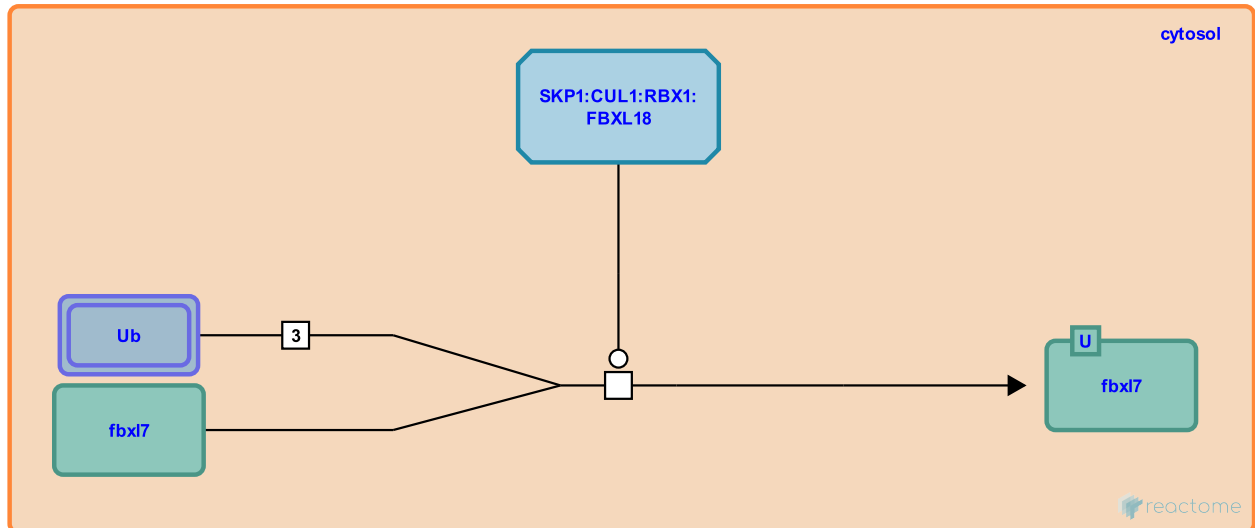 cytosol
SKP1:CUL1:RBX1:
FBXL18
Ub
3
fbxl7
U
fbxl7
reactome